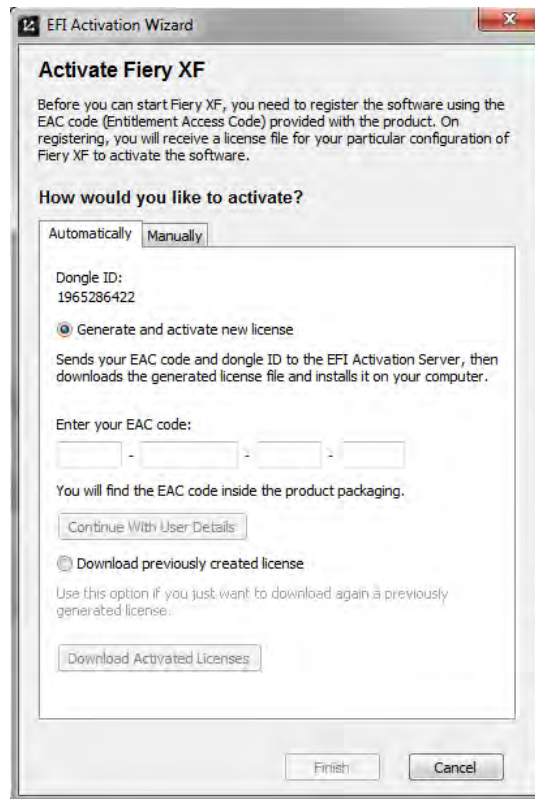 EFI Activation Wizard
Activate Fiery XF
Before you can start Fiery XF, you need to register the software using the
EAC code (Entitlement Access Code) provided with the product. On
registering, you will receive a license file for your particular configuration of
Fiery XF to activate the software.
How would you like to activate?
Automatically Manually
Dongle ID:
1965286422
Generate and activate new license
Sends your EAC code and dongle ID to the EFI Activation Server, then
downloads the generated license file and installs it on your computer.
Enter your EAC code:
- - -
You will find the EAC code inside the product packaging.
Continue With User Details
Download previously created license
Use this option if you just want to download again a previously
generated license.
Download Activated Licenses
Finish Cancel